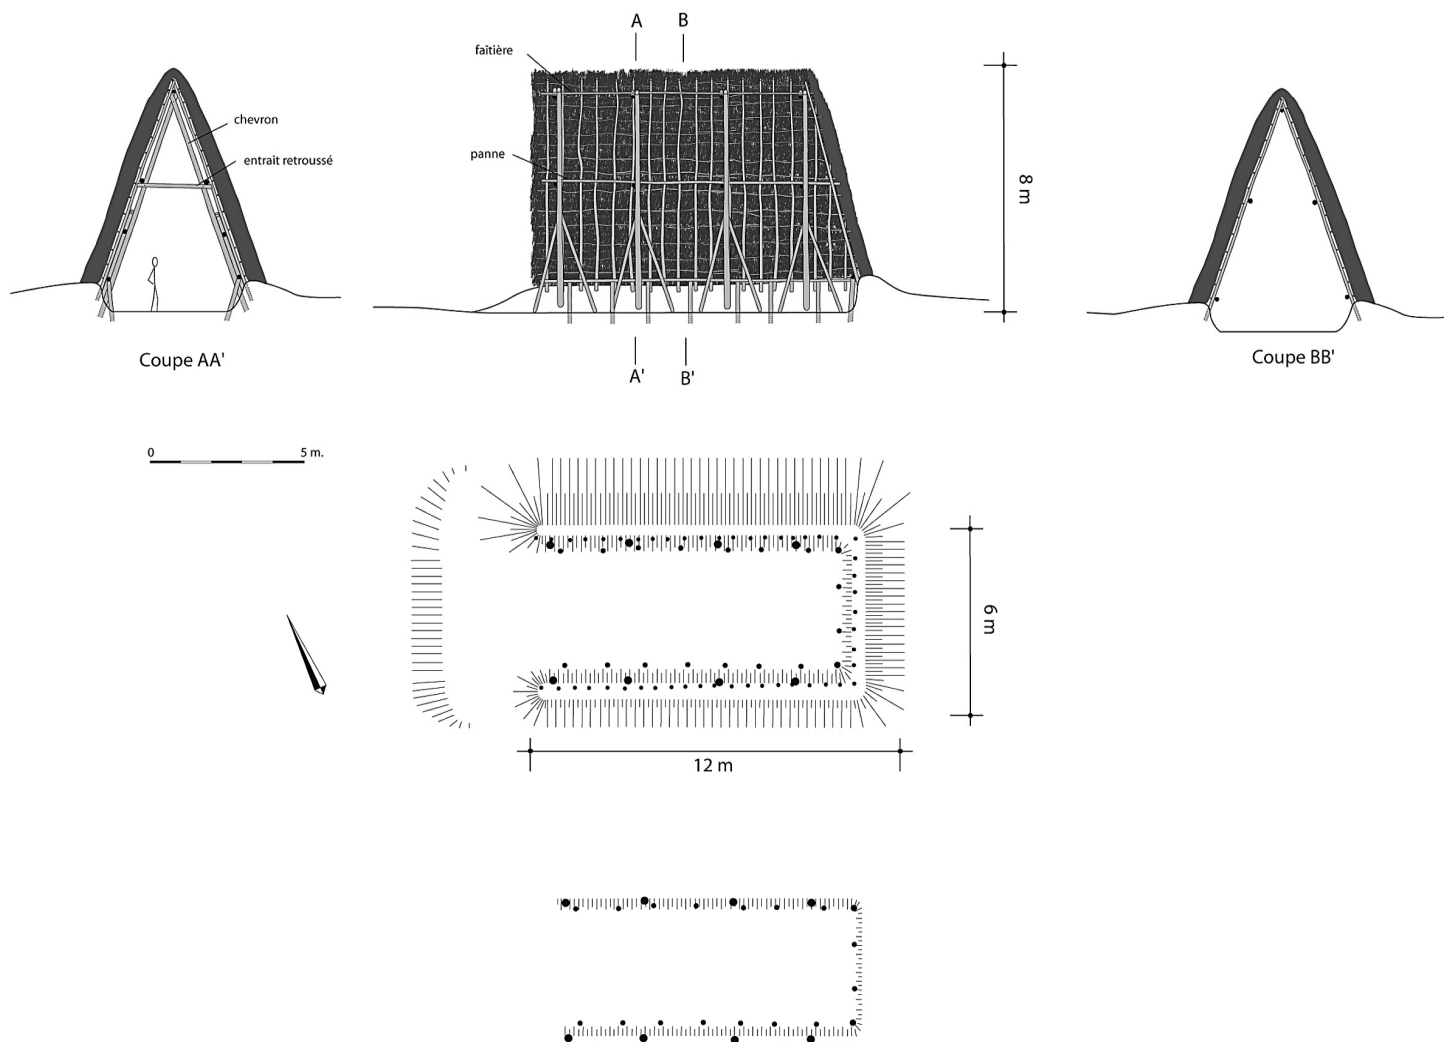 A B
faîtière
chevron
entrait retroussé
panne
8 m
Coupe AA'
A' B'
Coupe BB'
0 5 m.
6 m
12 m